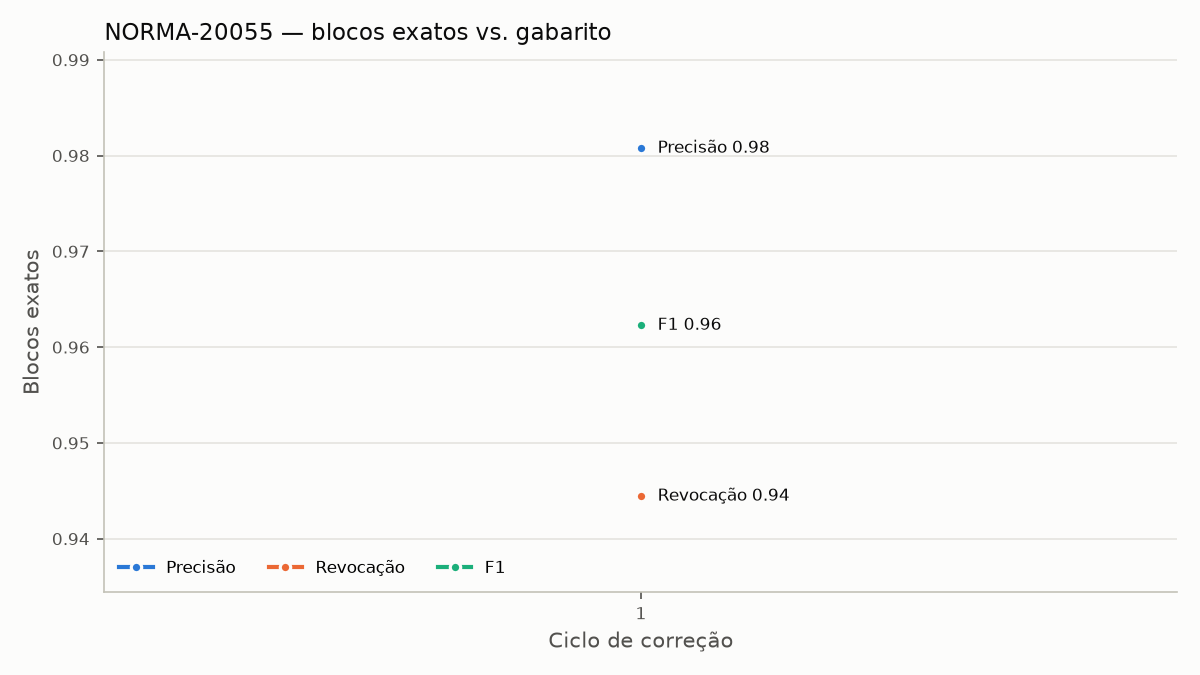 NORMA-20055 — blocos exatos vs. gabarito
Blocos exatos
0.99
0.98
0.97
0.96
0.95
0.94
Precisão 0.98
F1 0.96
Revocação 0.94
Precisão
Revocação
F1
1
Ciclo de correção